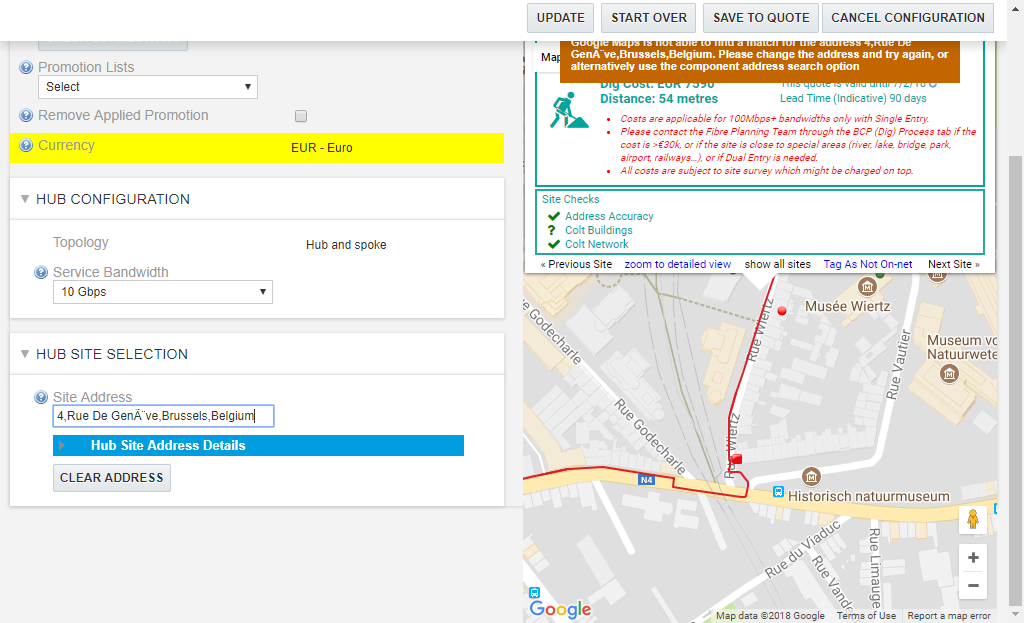 UPDATE
START OVER
SAVE TO QUOTE
CANCEL CONFIGURATION
Promotion Lists
Select
Remove Applied Promotion
Currency
EUR - Euro
HUB CONFIGURATION
Topology
Hub and spoke
Service Bandwidth
10 Gbps
HUB SITE SELECTION
Site Address
4,Rue De GenÃ¨ve,Brussels,Belgium
Hub Site Address Details
CLEAR ADDRESS
Map
Google Maps is not able to find a match for the address 4,Rue De
GenÃ¨ve,Brussels,Belgium. Please change the address and try again, or
alternatively use the component address search option
Dig Cost: EUR 7590
This quote is valid until 7/2/18
Distance: 54 metres
Lead Time (Indicative) 90 days
Costs are applicable for 100Mbps+ bandwidths only with Single Entry.
Please contact the Fibre Planning Team through the BCP (Dig) Process tab if the
cost is >€30k, or if the site is close to special areas (river, lake, bridge, park,
airport, railways...), or if Dual Entry is needed.
All costs are subject to site survey which might be charged on top.
Site Checks
Address Accuracy
? Colt Buildings
Colt Network
« Previous Site
zoom to detailed view
show all sites
Tag As Not On-net
Next Site »
Musée Wiertz
Rue Godecharle
Rue Wiertz
Museum vo
Natuurwete
Rue Vautier
Rue Godecharle
Rue Wiertz
N4
Historisch natuurmuseum
Rue du Viaduc
Rue Limauge
Rue Vande
Google
Map data ©2018 Google
Terms of Use
Report a map error